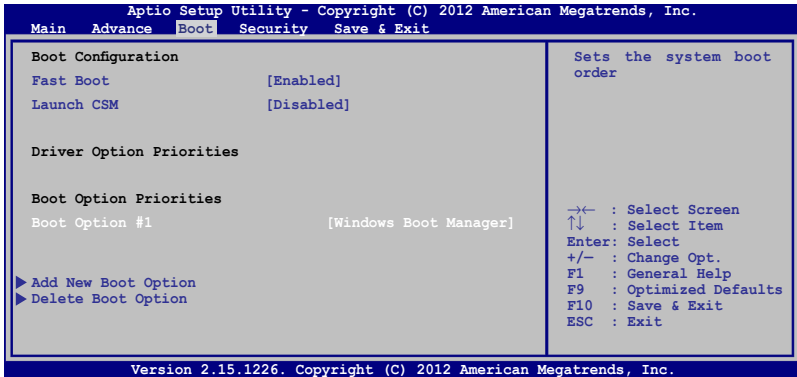 Aptio Setup Utility - Copyright (C) 2012 American Megatrends, Inc.
Main Advance Boot Security Save & Exit
Boot Configuration
Fast Boot [Enabled]
Launch CSM [Disabled]
Driver Option Priorities
Boot Option Priorities
Boot Option #1 [Windows Boot Manager]
Add New Boot Option
Delete Boot Option
Sets the system boot
order
→← : Select Screen
↑↓ : Select Item
Enter: Select
+/— : Change Opt.
F1 : General Help
F9 : Optimized Defaults
F10 : Save & Exit
ESC : Exit
Version 2.15.1226. Copyright (C) 2012 American Megatrends, Inc.